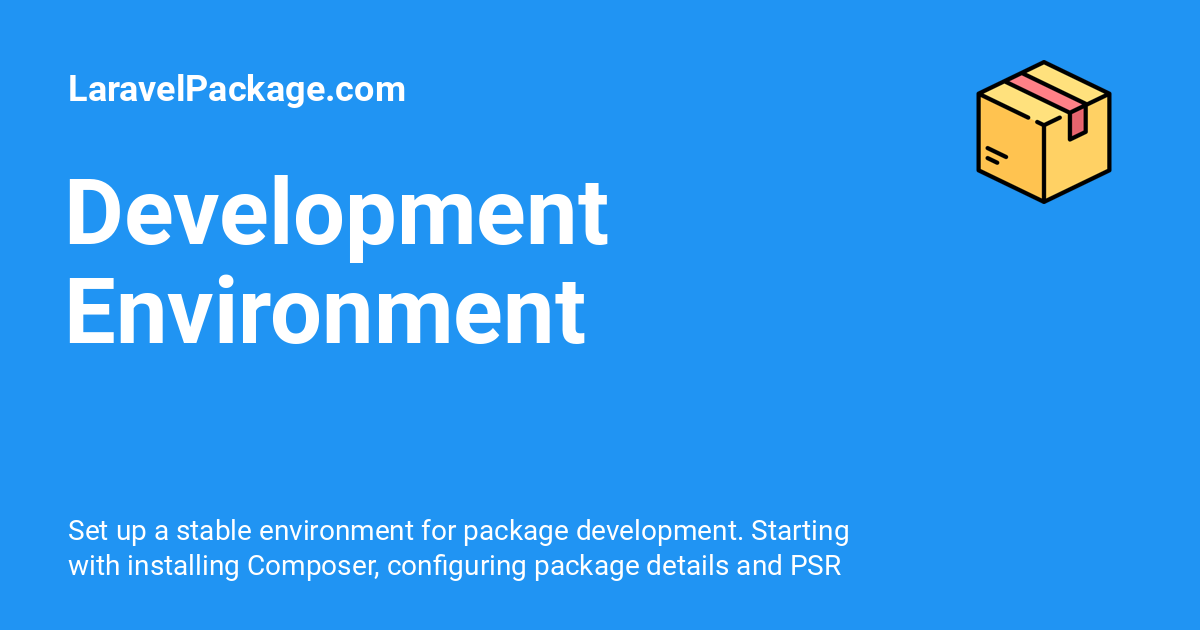 LaravelPackage.com
Development
Environment
Set up a stable environment for package development. Starting
with installing Composer, configuring package details and PSR